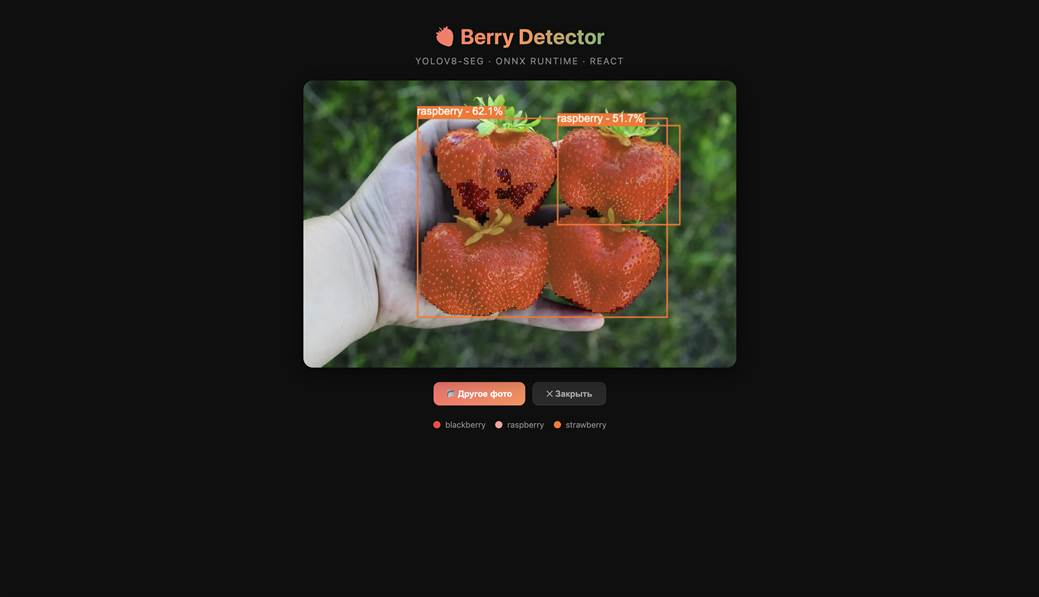 Berry Detector
YOLOV8-SEG · ONNX RUNTIME · REACT
raspberry - 62.1%
raspberry - 51.7%
Другое фото
✕ Закрыть
blackberry raspberry strawberry